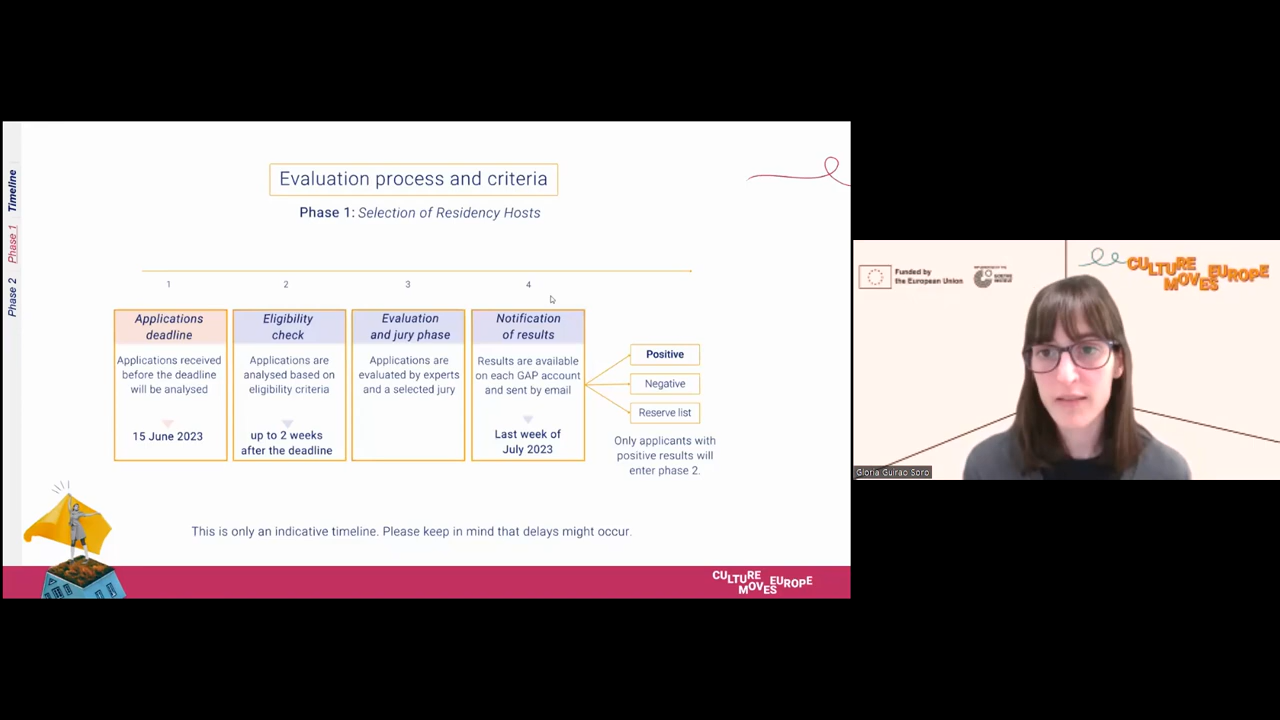 Timeline
Phase 1
Phase 2
Evaluation process and criteria
Phase 1: Selection of Residency Hosts
1
2
3
4
Applications
deadline
Applications received
before the deadline
will be analysed
15 June 2023
Eligibility
check
Applications are
analysed based on
eligibility criteria
up to 2 weeks
after the deadline
Evaluation
and jury phase
Applications are
evaluated by experts
and a selected jury
Notification
of results
Results are available
on each GAP account
and sent by email
Last week of
July 2023
Positive
Negative
Reserve list
Only applicants with
positive results will
enter phase 2.
This is only an indicative timeline. Please keep in mind that delays might occur.
CULTURE
MOVES EUROPE
Funded by
the European Union
CULTURE
MOVES EUROPE
Gloria Guirao Soro